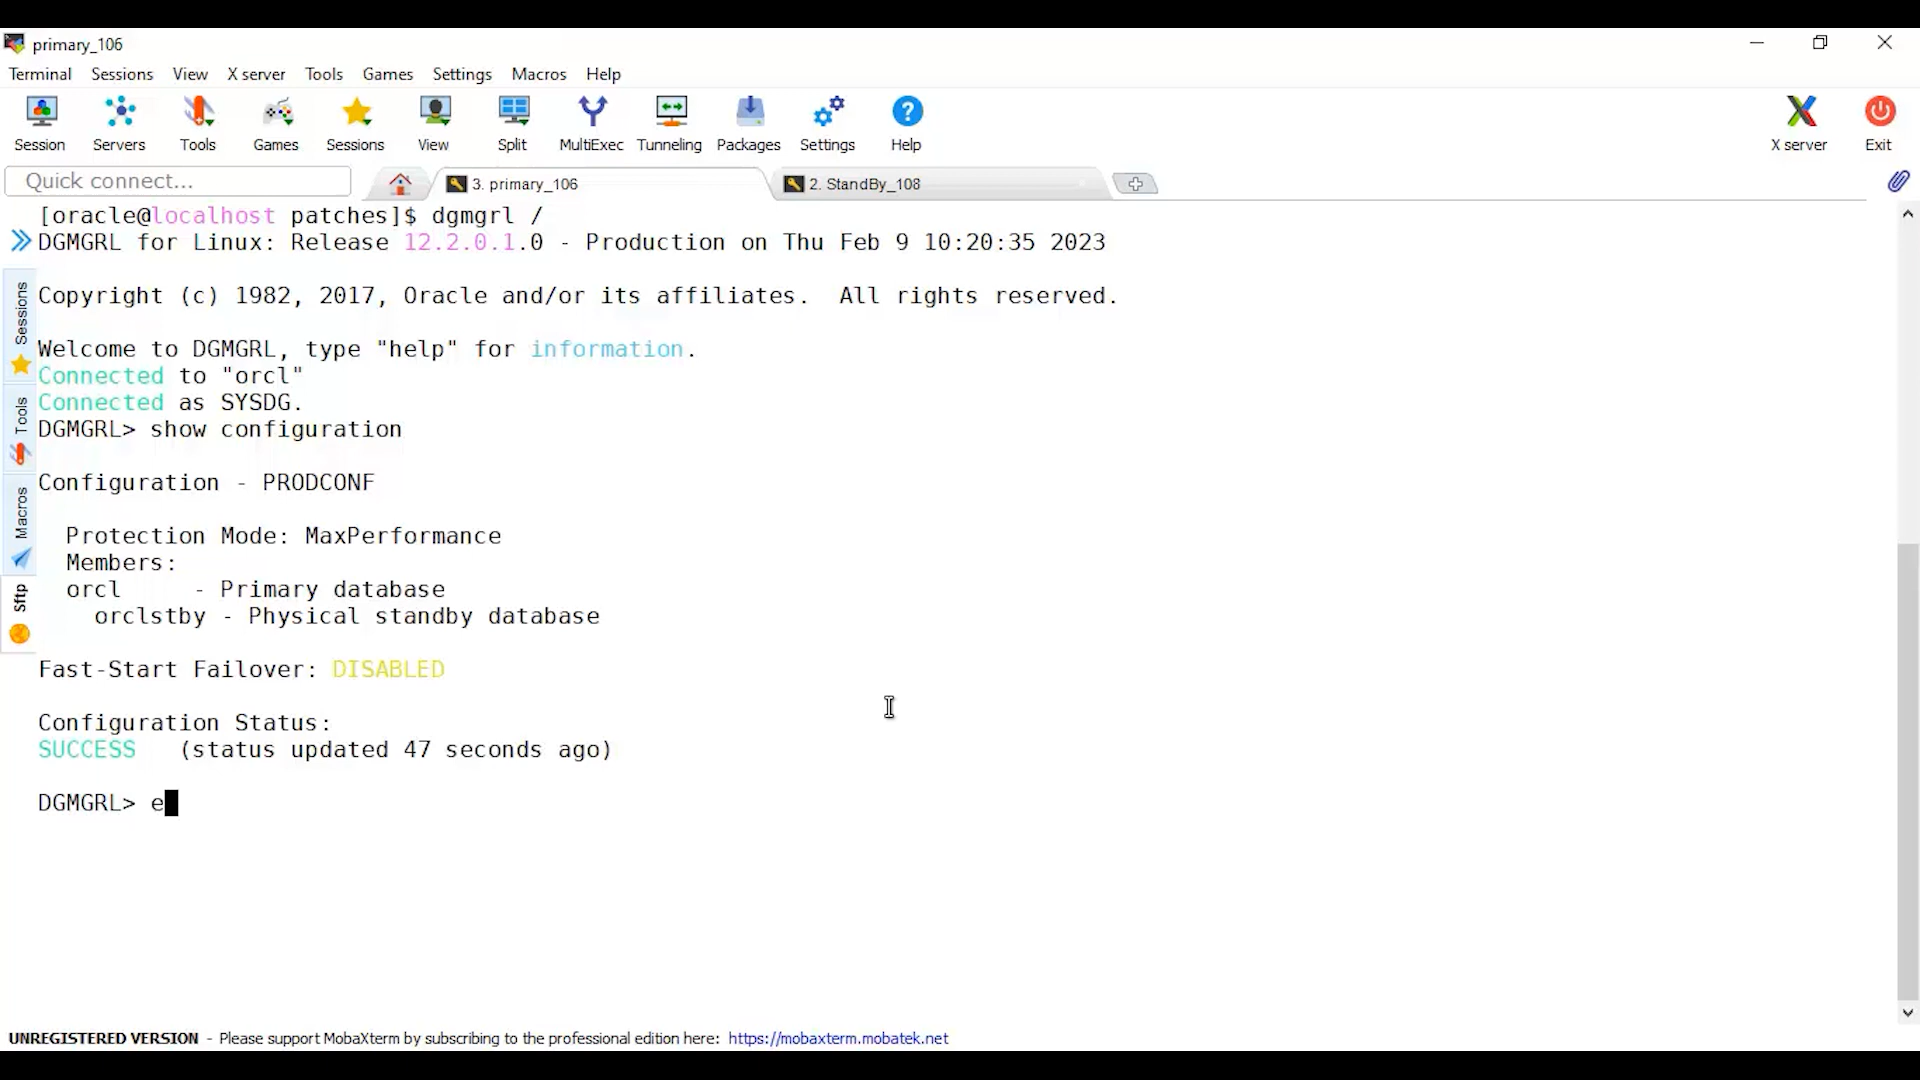 primary_106
Terminal Sessions View X server Tools Games Settings Macros Help
Session Servers Tools Games Sessions View Split MultiExec Tunneling Packages Settings Help X server Exit
Quick connect...
3. primary_106
2. StandBy_108
[oracle@localhost patches]$ dgmgrl /
DGMGRL for Linux: Release 12.2.0.1.0 - Production on Thu Feb 9 10:20:35 2023
Copyright (c) 1982, 2017, Oracle and/or its affiliates.  All rights reserved.
Welcome to DGMGRL, type "help" for information.
Connected to "orcl"
Connected as SYSDG.
DGMGRL> show configuration
Configuration - PRODCONF
Protection Mode: MaxPerformance
Members:
orcl     - Primary database
orclstby - Physical standby database
Fast-Start Failover: DISABLED
Configuration Status:
SUCCESS   (status updated 47 seconds ago)
DGMGRL> e
Sessions
Tools
Macros
Sftp
UNREGISTERED VERSION - Please support MobaXterm by subscribing to the professional edition here: https://mobaxterm.mobatek.net